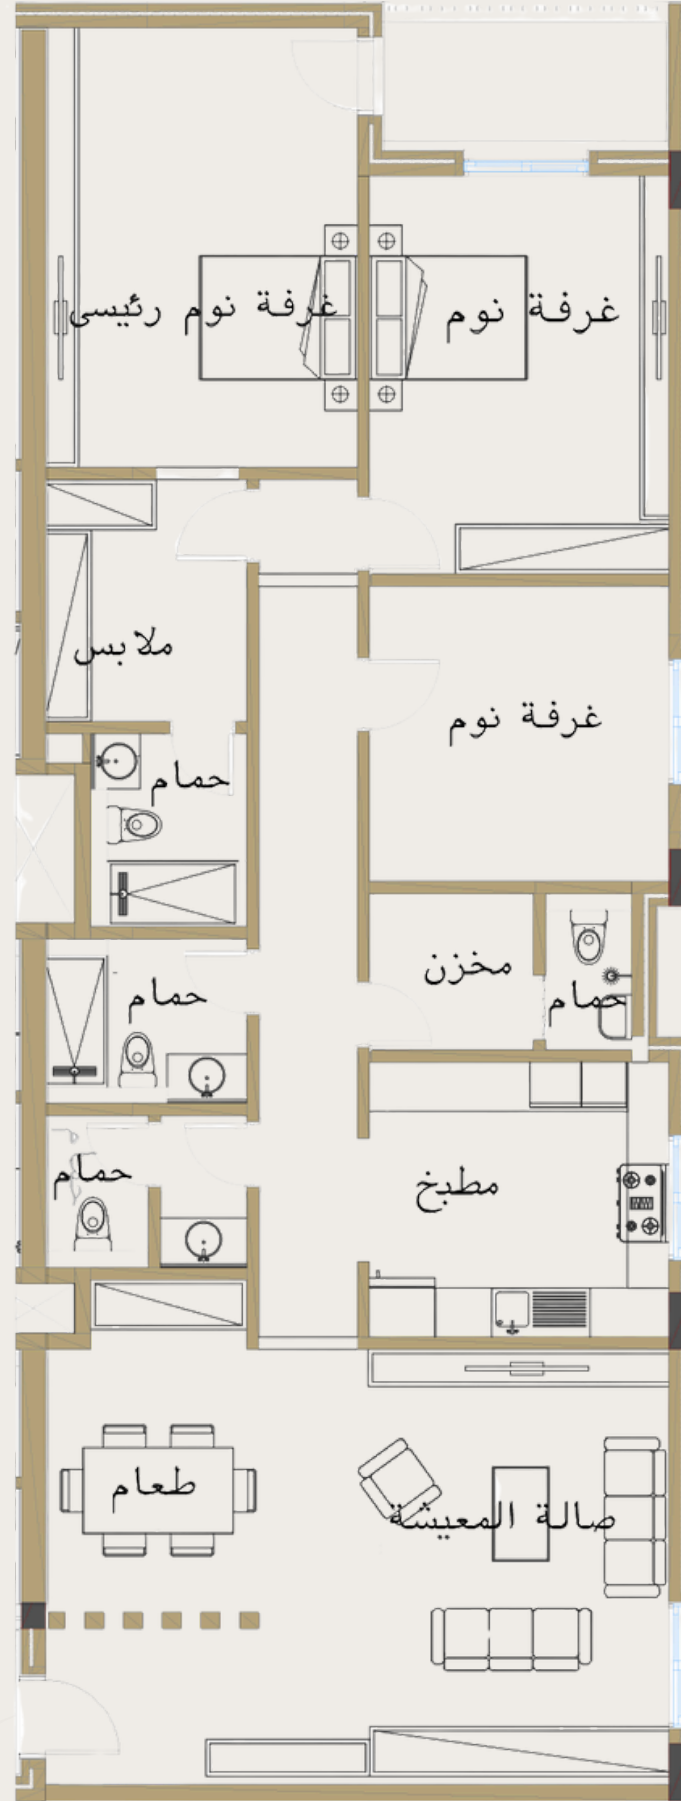 غرفة نوم رئيسى
غرفة نوم
ملابس
غرفة نوم
حمام
مخزن
حمام
حمام
حمام
مطبخ
طعام
صالة المعيشة